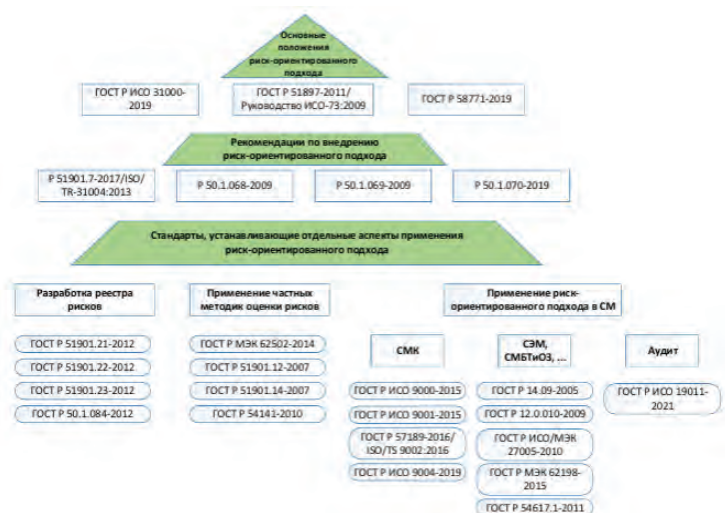 Основные
положения
риск-ориентированного
подхода
ГОСТ Р ИСО 31000-
2019
ГОСТ Р 51897-2011/
Руководство ИСО-73:2009
ГОСТ Р 58771-2019
Рекомендации по внедрению
риск-ориентированного подхода
Р 51901.7-2017/ISO/
TR-31004:2013
Р 50.1.068-2009
Р 50.1.069-2009
Р 50.1.070-2019
Стандарты, устанавливающие отдельные аспекты применения
риск-ориентированного подхода
Разработка реестра
рисков
Применение частных
методик оценки рисков
Применение риск-
ориентированного подхода в СМ
ГОСТ Р 51901.21-2012
ГОСТ Р 51901.22-2012
ГОСТ Р 51901.23-2012
ГОСТ Р 50.1.084-2012
ГОСТ Р МЭК 62502-2014
ГОСТ Р 51901.12-2007
ГОСТ Р 51901.14-2007
ГОСТ Р 54141-2010
СМК
ГОСТ Р ИСО 9000-2015
ГОСТ Р ИСО 9001-2015
ГОСТ Р 57189-2016/
ISO/TS 9002:2016
ГОСТ Р ИСО 9004-2019
СЭМ,
СМБТиОЗ, ...
ГОСТ Р 14.09-2005
ГОСТ Р 12.0.010-2009
ГОСТ Р ИСО/МЭК
27005-2010
ГОСТ Р МЭК 62198-
2015
ГОСТ Р 54617.1-2011
Аудит
ГОСТ Р ИСО 19011-
2021